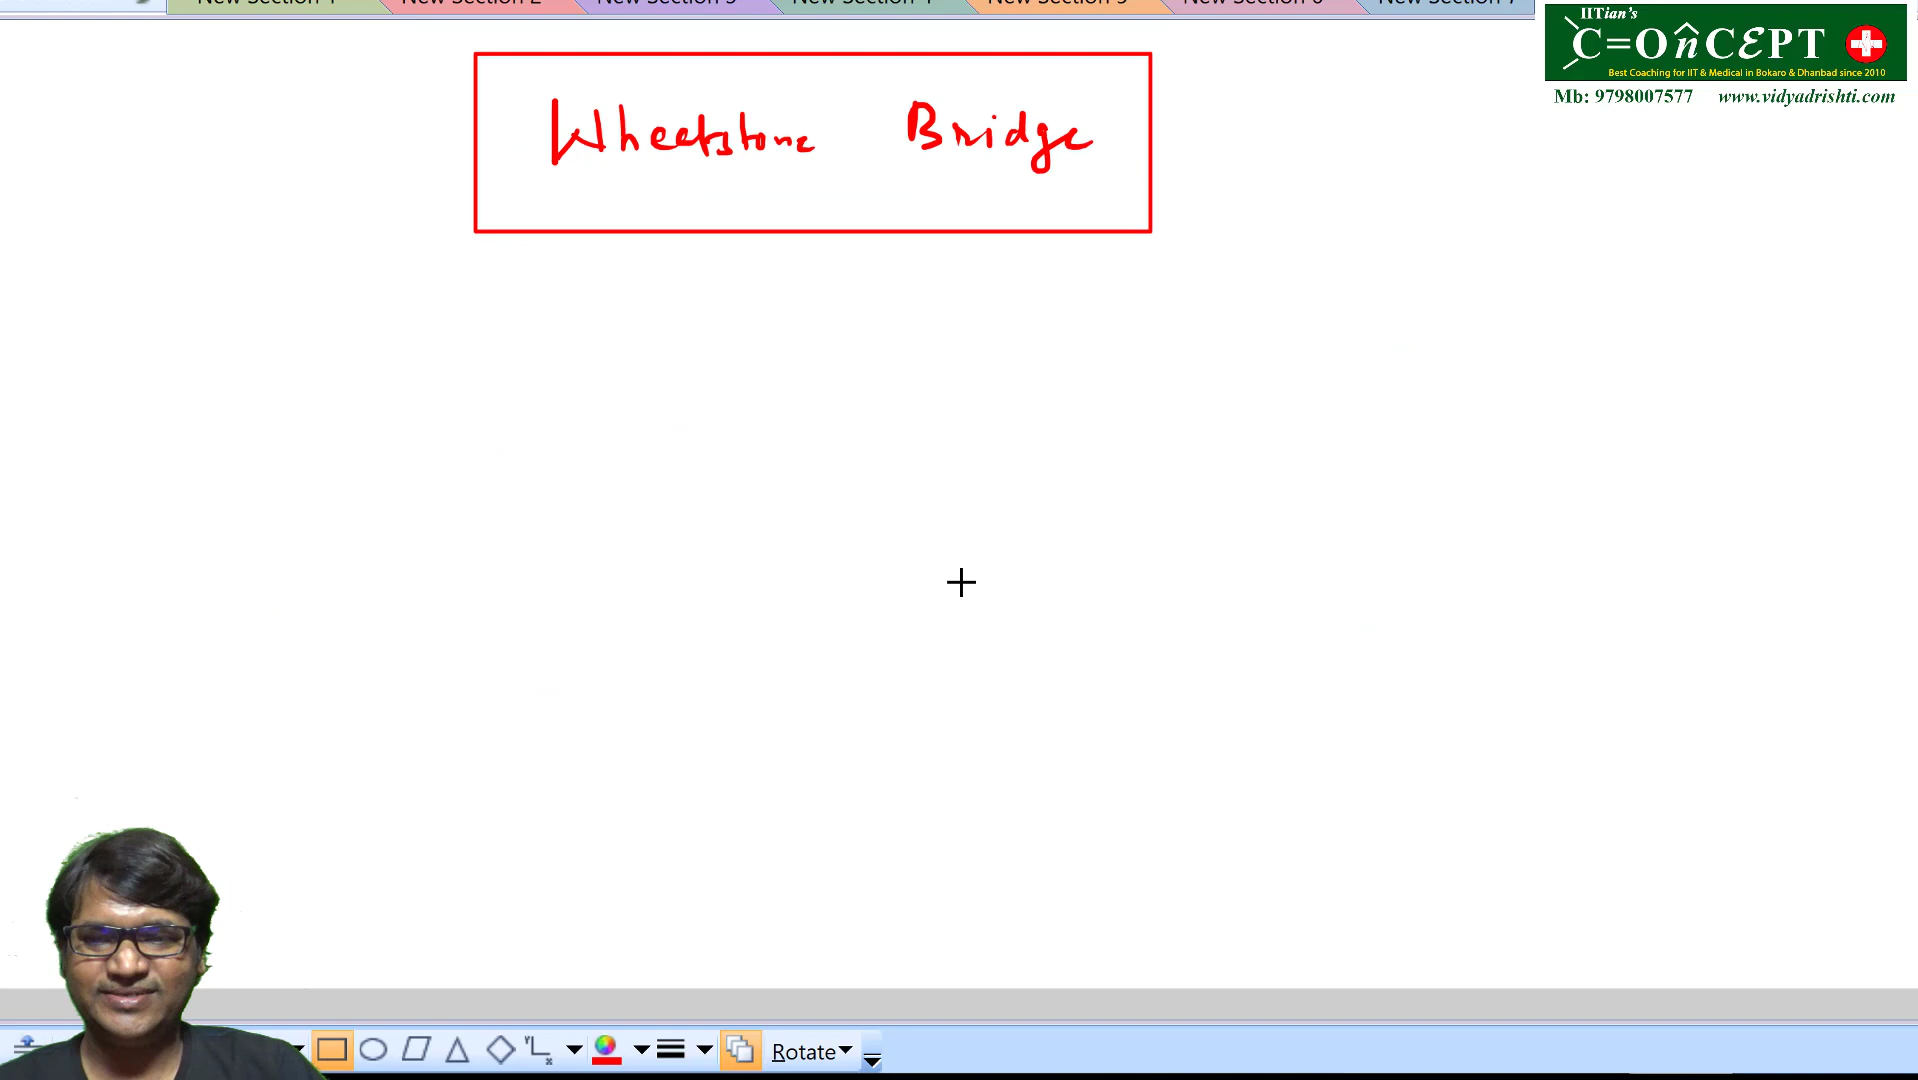 IITian's
C=OnCEPT
Best Coaching for IIT & Medical in Bokaro & Dhanbad since 2010
Mb: 9798007577 www.vidyadrishti.com
Wheetstone Bridge
Rotate